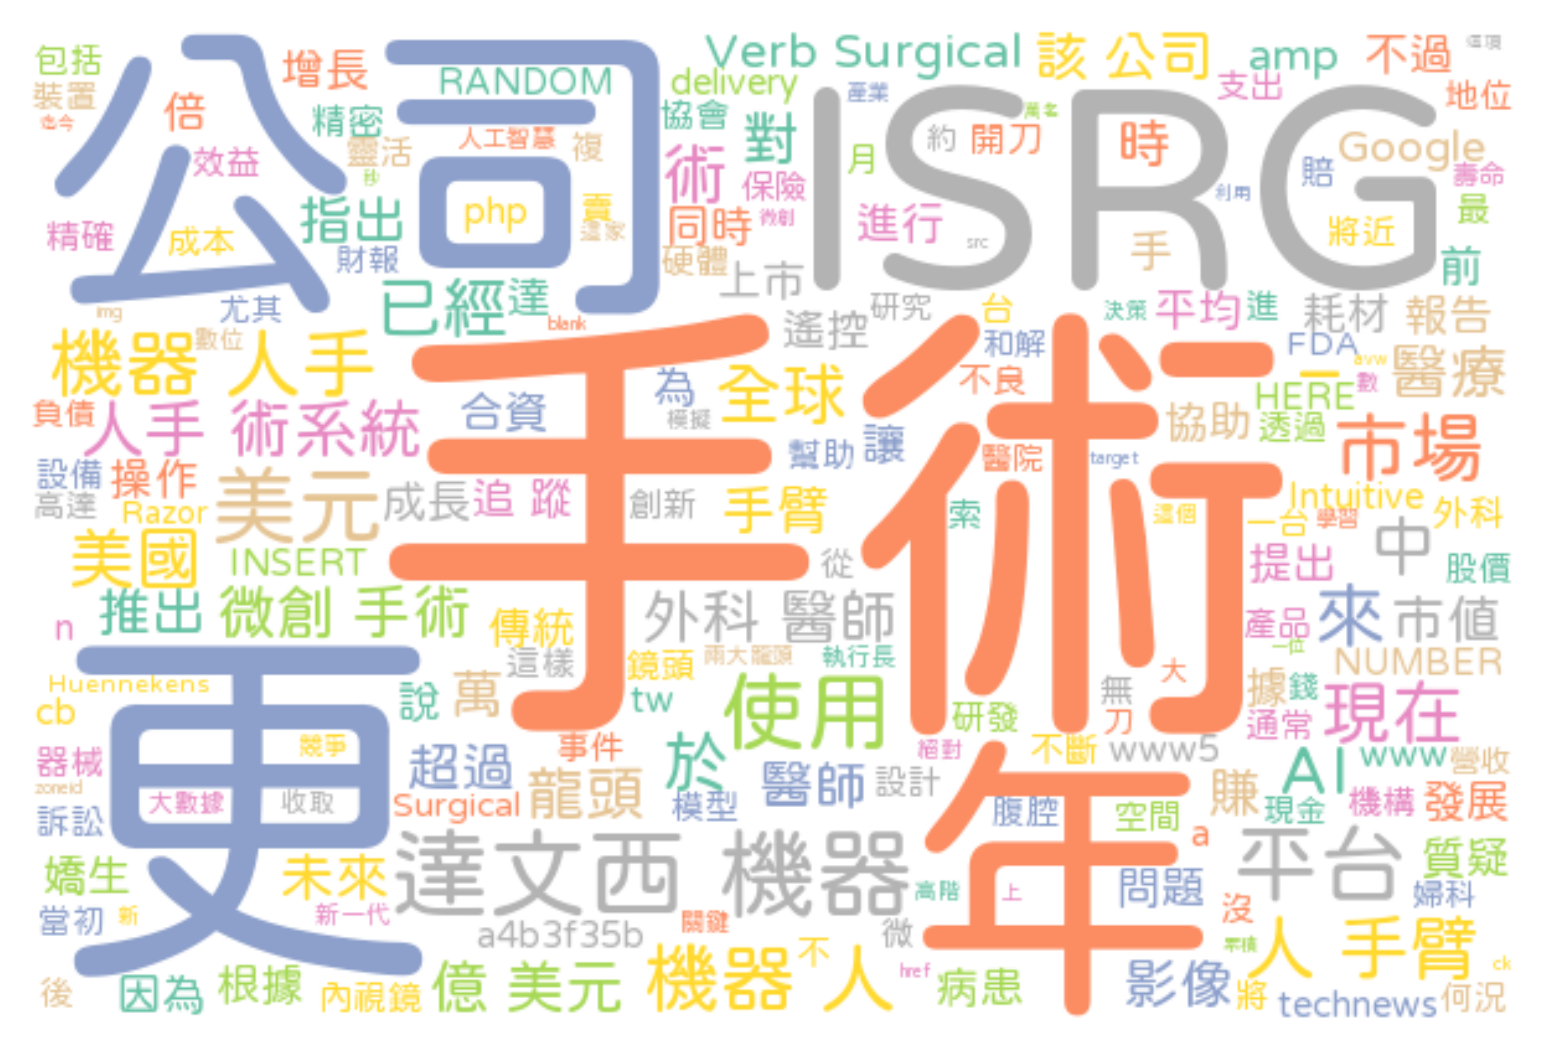 包括
增長
Verb Surgical
該 公司
amp
不過
裝置
倍
RANDOM
delivery
產業
支出
地位
迄今
精密
人工智慧
複
協會
對
萬名
公司
ISRG
約
開刀
時
Google
效益
靈活
秒
術
保險
月
賠
壽命
利用
精確
成本
指出
php
賣
這家
同時
微創
進行
src
手
將近
最
財報
硬體
上市
前
img
尤其
已經
達
blank
遙控
研究
台
決策
平均
進
耗材
報告
機器 人手
數位
手術
為
全球
和解
FDA
avw
一
數
醫療
不良
HERE
負債
人手 術系統
合資
模擬
幫助
讓
協助
透過
市場
設備
操作
醫院
target
高達
Razor
美元
成長
追 蹤
創新
手臂
索
這個
Intuitive
一台
學習
外科
美國
INSERT
從
提出
中
股價
推出
微創 手術
傳統
外科 醫師
產品
來
市值
n
一位
更
這樣
鏡頭
兩大 龍頭
執行長
大
NUMBER
Huennekens
cb
說
萬
tw
使用
無
刀
研發
據
錢
通常
現在
器械
zoneid
競爭
超過
事件
於
絕對
不斷
www5
AI
www
營收
大數據
收取
Surgical
龍頭
模型
醫師
設計
年
腹腔
空間
賺
現金
機構
發展
訴訟
a
嬌生
未來
達文西 機器
高階
上
問題
平台
質疑
婦科
當初
新
新一代
a4b3f35b
關鍵
微
沒
累積
人 手臂
後
因為
根據
內視鏡
億 美元
機器 人
不
href
病患
影像
將
technews
ck
何況